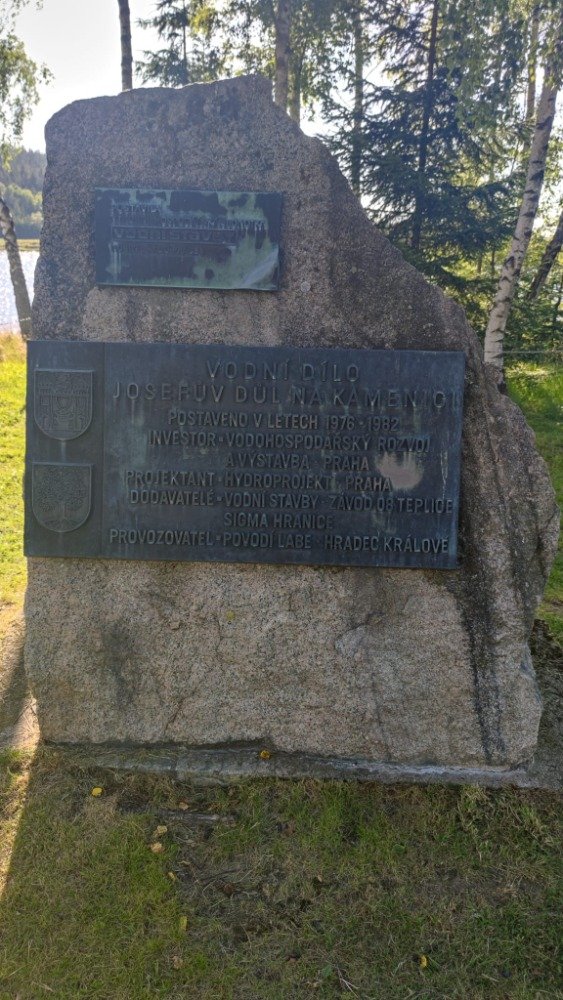 VODNÍ DÍLO
JOSEFŮV DŮL NA KAMENICI
POSTAVENO V LETECH 1976 - 1982
INVESTOR - VODOHOSPODÁŘSKÝ ROZVOJ
A VÝSTAVBA - PRAHA
PROJEKTANT - HYDROPROJEKT PRAHA
DODAVATELÉ - VODNÍ STAVBY - ZÁVOD 08 TEPLICE
SIGMA HRANICE
PROVOZOVATEL - POVODÍ LABE - HRADEC KRÁLOVÉ